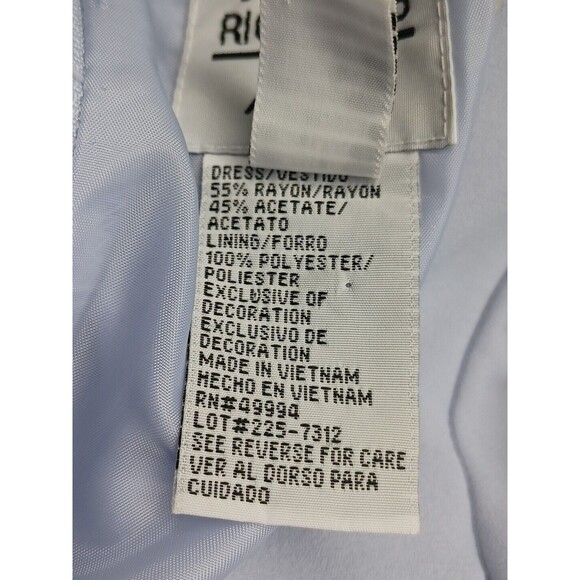 DRESS/VESTIDO
55% RAYON/RAYON
45% ACETATE/
ACETATO
LINING/FORRO
100% POLYESTER/
POLIESTER
EXCLUSIVE OF
DECORATION
EXCLUSIVO DE
DECORATION
MADE IN VIETNAM
HECHO EN VIETNAM
RN#49994
LOT#225-7312
SEE REVERSE FOR CARE
VER AL DORSO PARA
CUIDADO